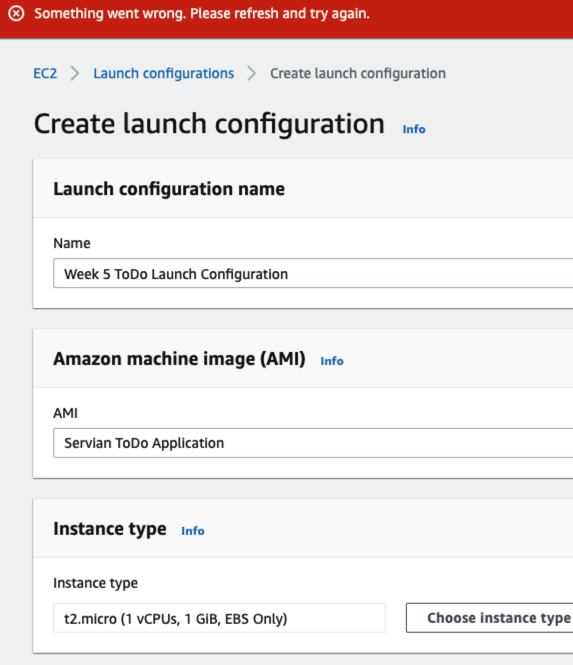 Something went wrong. Please refresh and try again.
EC2 > Launch configurations > Create launch configuration
Create launch configuration Info
Launch configuration name
Name
Week 5 ToDo Launch Configuration
Amazon machine image (AMI) Info
AMI
Servian ToDo Application
Instance type Info
Instance type
t2.micro (1 vCPUs, 1 GiB, EBS Only)
Choose instance type